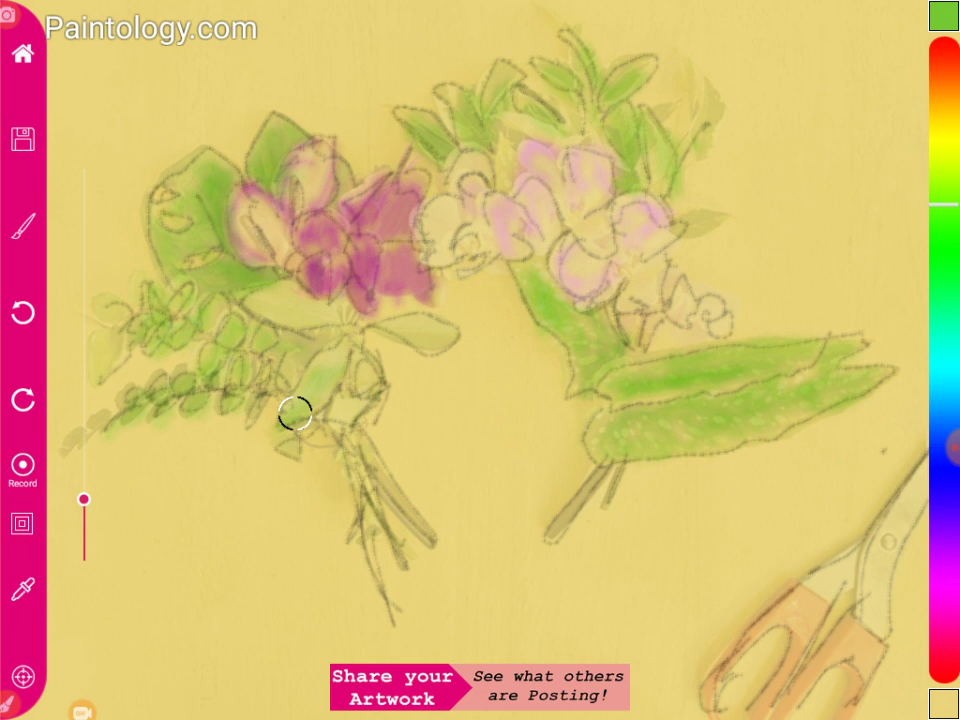 Paintology.com
Record
Share your
Artwork
See what others
are Posting!